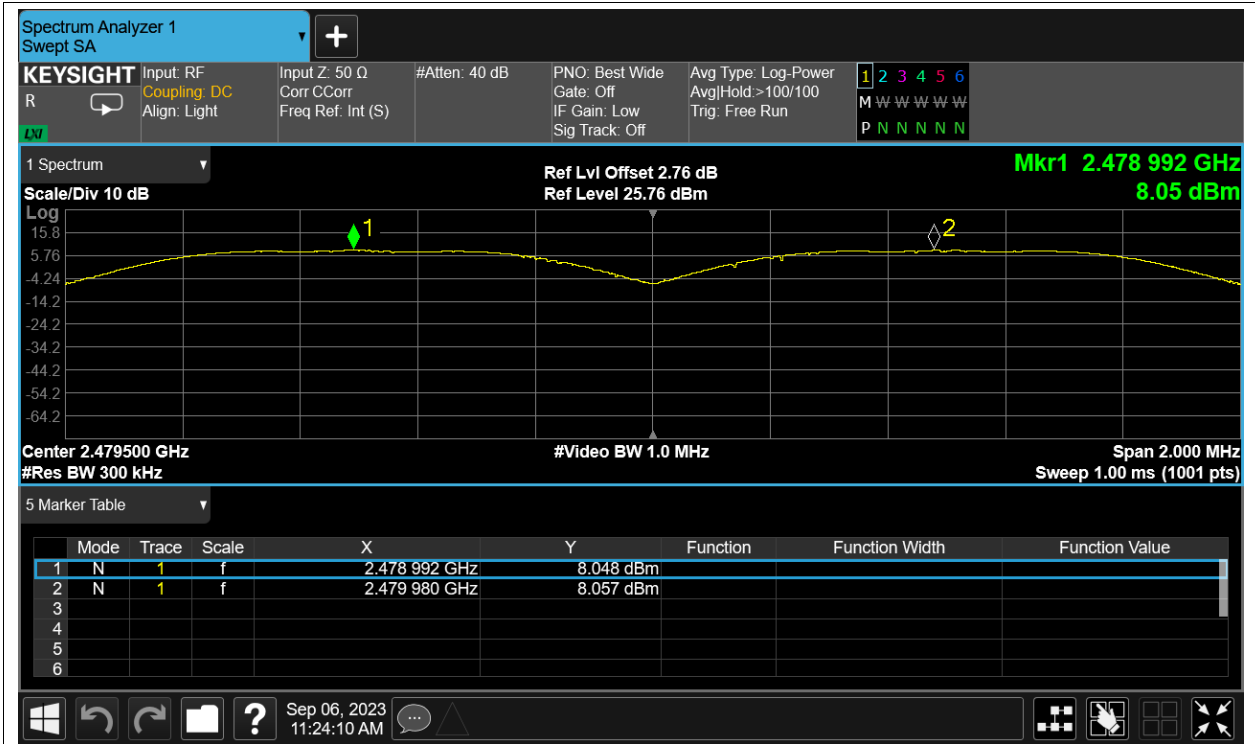 Spectrum Analyzer 1
Swept SA
KEYSIGHT
R
LXI
Input: RF
Coupling: DC
Align: Light
Input Z: 50 Ω
Corr CCorr
Freq Ref: Int (S)
#Atten: 40 dB
PNO: Best Wide
Gate: Off
IF Gain: Low
Sig Track: Off
Avg Type: Log-Power
Avg|Hold:>100/100
Trig: Free Run
1 2 3 4 5 6
M W W W W W
P N N N N N
1 Spectrum
Scale/Div 10 dB
Ref Lvl Offset 2.76 dB
Ref Level 25.76 dBm
Mkr1 2.478 992 GHz
8.05 dBm
Log
15.8
5.76
-4.24
-14.2
-24.2
-34.2
-44.2
-54.2
-64.2
1
2
Center 2.479500 GHz
#Video BW 1.0 MHz
Span 2.000 MHz
#Res BW 300 kHz
Sweep 1.00 ms (1001 pts)
5 Marker Table
Mode Trace Scale X Y Function Function Width Function Value
1 N 1 f 2.478 992 GHz 8.048 dBm
2 N 1 f 2.479 980 GHz 8.057 dBm
3
4
5
6
?
Sep 06, 2023
11:24:10 AM